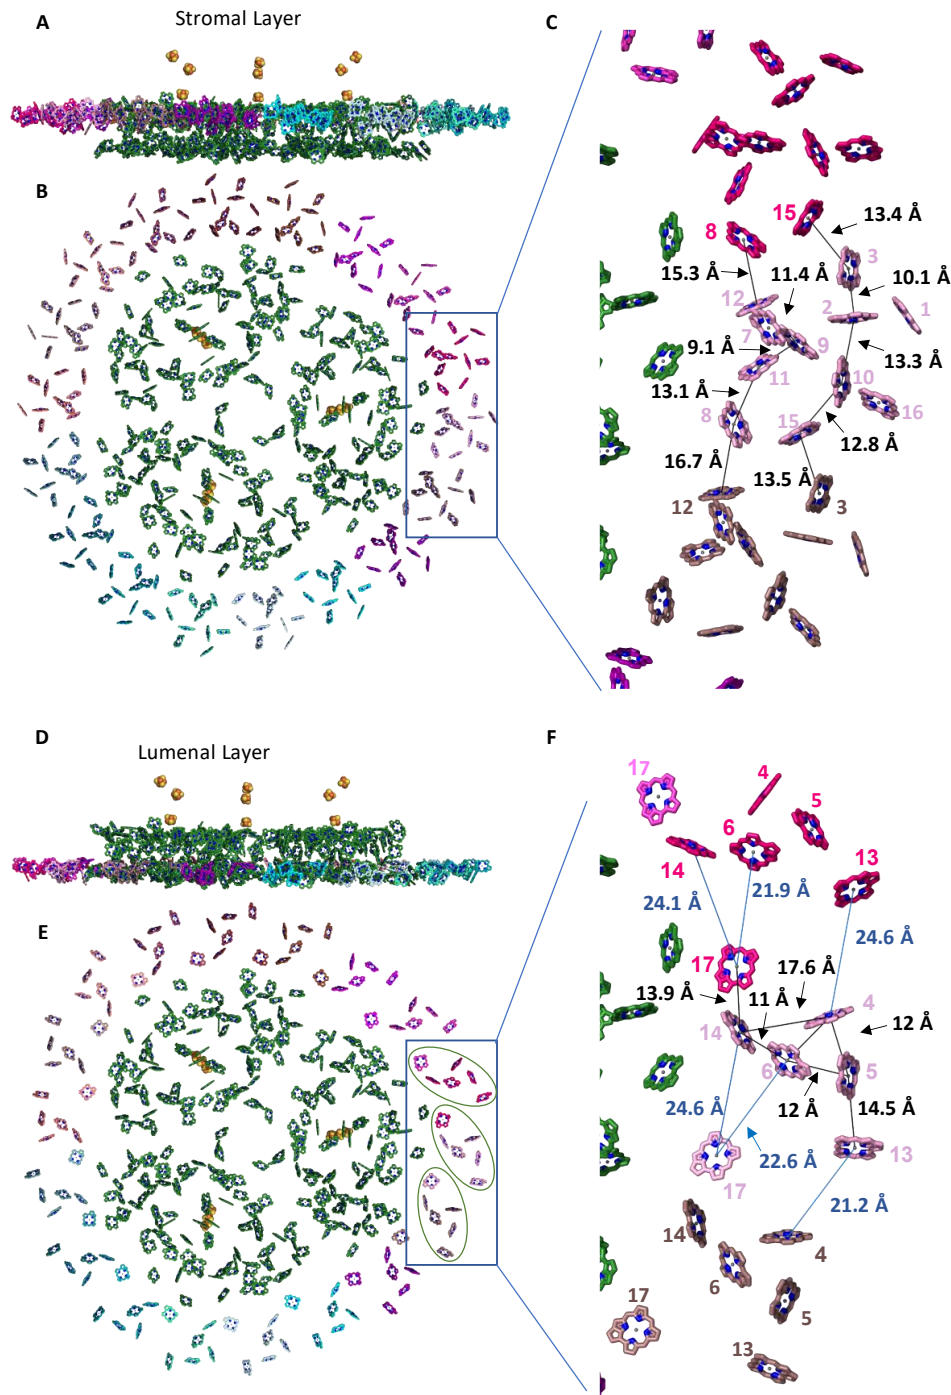 A
Stromal Layer
C
B
15
13.4 Å
8
3
15.3 Å
11.4 Å
10.1 Å
12
2
1
7
9
9.1 Å
13.3 Å
11
13.1 Å
10
8
15
16
12.8 Å
16.7 Å
13.5 Å
12
3
D
Lumenal Layer
F
17
4
5
6
14
13
24.1 Å
21.9 Å
E
24.6 Å
17
17.6 Å
13.9 Å
11 Å
4
14
12 Å
6
5
24.6 Å
12 Å
14.5 Å
13
22.6 Å
17
21.2 Å
14
4
6
17
5
13